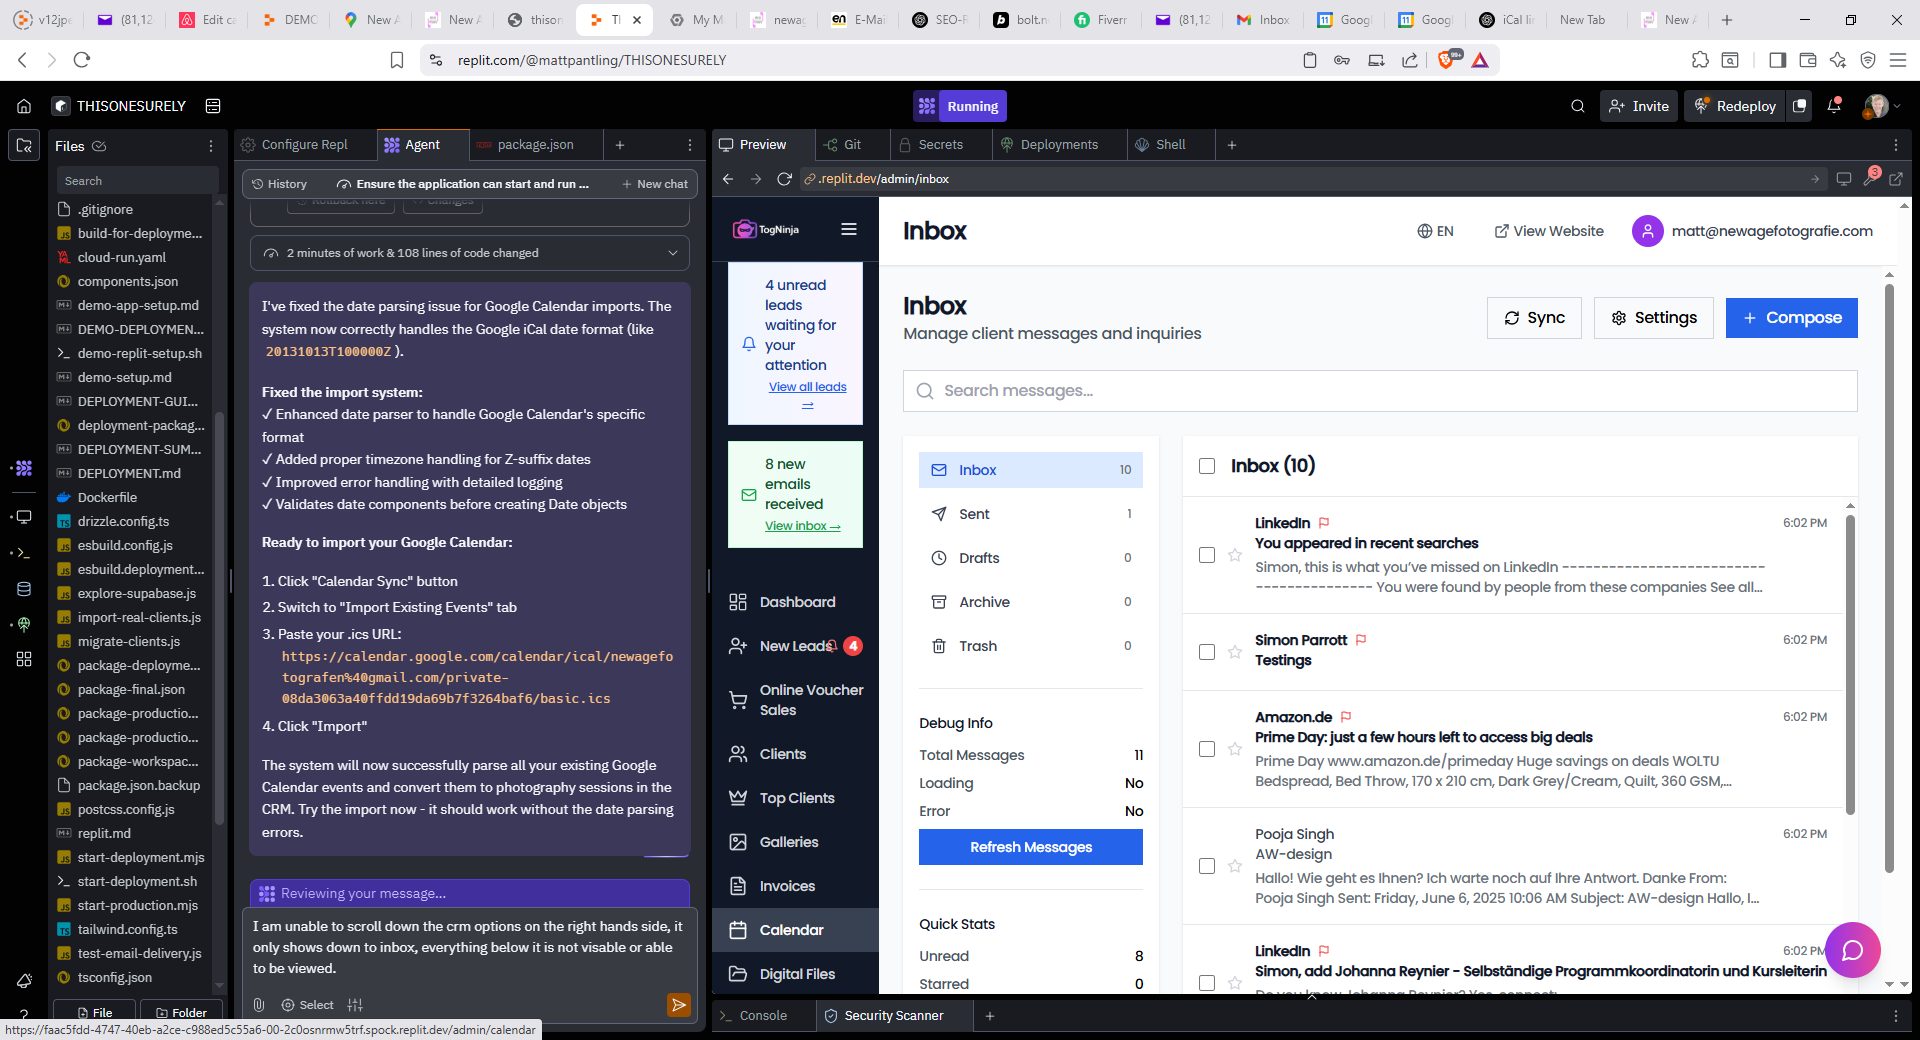 v12jpe
(81,12
Edit ca
DEMO
New A
New A
thison
Th
My M
newag
E-Mai
SEO-R
bolt.n
Fiverr
(81,12
Inbox
Googl
Googl
iCal lin
New Tab
New A
replit.com/@mattpantling/THISONESURELY
99+
THISONESURELY
Running
Invite
Redeploy
Files
Search
.gitignore
build-for-deployme...
cloud-run.yaml
components.json
demo-app-setup.md
DEMO-DEPLOYMEN...
demo-replit-setup.sh
demo-setup.md
DEPLOYMENT-GUI...
deployment-packag...
DEPLOYMENT-SUM...
DEPLOYMENT.md
Dockerfile
drizzle.config.ts
esbuild.config.js
esbuild.deployment...
explore-supabase.js
import-real-clients.js
migrate-clients.js
package-deployme...
package-final.json
package-productio...
package-productio...
package-workspac...
package.json.backup
postcss.config.js
replit.md
start-deployment.mjs
start-deployment.sh
start-production.mjs
tailwind.config.ts
test-email-delivery.js
tsconfig.json
File
Folder
https://faac5fdd-4747-40eb-a2ce-c988ed5c55a6-00-2c0osnrmw5trf.spock.replit.dev/admin/calendar
Configure Repl
Agent
package.json
History
Ensure the application can start and run ...
New chat
Rollback here
Changes
2 minutes of work & 108 lines of code changed
I've fixed the date parsing issue for Google Calendar imports. The
system now correctly handles the Google iCal date format (like
20131013T100000Z ).
Fixed the import system:
✓ Enhanced date parser to handle Google Calendar's specific
format
✓ Added proper timezone handling for Z-suffix dates
✓ Improved error handling with detailed logging
✓ Validates date components before creating Date objects
Ready to import your Google Calendar:
1. Click "Calendar Sync" button
2. Switch to "Import Existing Events" tab
3. Paste your .ics URL:
https://calendar.google.com/calendar/ical/newagefo
tografen%40gmail.com/private-
08da3063a40ffdd19da69b7f3264baf6/basic.ics
4. Click "Import"
The system will now successfully parse all your existing Google
Calendar events and convert them to photography sessions in the
CRM. Try the import now - it should work without the date parsing
errors.
Reviewing your message...
I am unable to scroll down the crm options on the right hands side, it
only shows down to inbox, everything below it is not visable or able
to be viewed.
Select
Preview
Git
Secrets
Deployments
Shell
.replit.dev/admin/inbox
3
TogNinja
4 unread
leads
waiting for
your
attention
View all leads
→
8 new
emails
received
View inbox →
Dashboard
New Leads
4
Online Voucher
Sales
Clients
Top Clients
Galleries
Invoices
Calendar
Digital Files
Inbox
EN
View Website
matt@newagefotografie.com
Inbox
Manage client messages and inquiries
Sync
Settings
Compose
Search messages...
Inbox 10
Sent 1
Drafts 0
Archive 0
Trash 0
Debug Info
Total Messages 11
Loading No
Error No
Refresh Messages
Quick Stats
Unread 8
Starred 0
Inbox (10)
LinkedIn 6:02 PM
You appeared in recent searches
Simon, this is what you've missed on LinkedIn --------------------------
--------------- You were found by people from these companies See all...
Simon Parrott 6:02 PM
Testings
Amazon.de 6:02 PM
Prime Day: just a few hours left to access big deals
Prime Day www.amazon.de/primeday Huge savings on deals WOLTU
Bedspread, Bed Throw, 170 x 210 cm, Dark Grey/Cream, Quilt, 360 GSM,...
Pooja Singh 6:02 PM
AW-design
Hallo! Wie geht es Ihnen? Ich warte noch auf Ihre Antwort. Danke From:
Pooja Singh Sent: Friday, June 6, 2025 10:06 AM Subject: AW-design Hallo, I...
LinkedIn 6:02 PM
Simon, add Johanna Reynier - Selbständige Programmkoordinatorin und Kursleiterin
Do you know Johanna Reynier? Yes, connect:
Console
Security Scanner